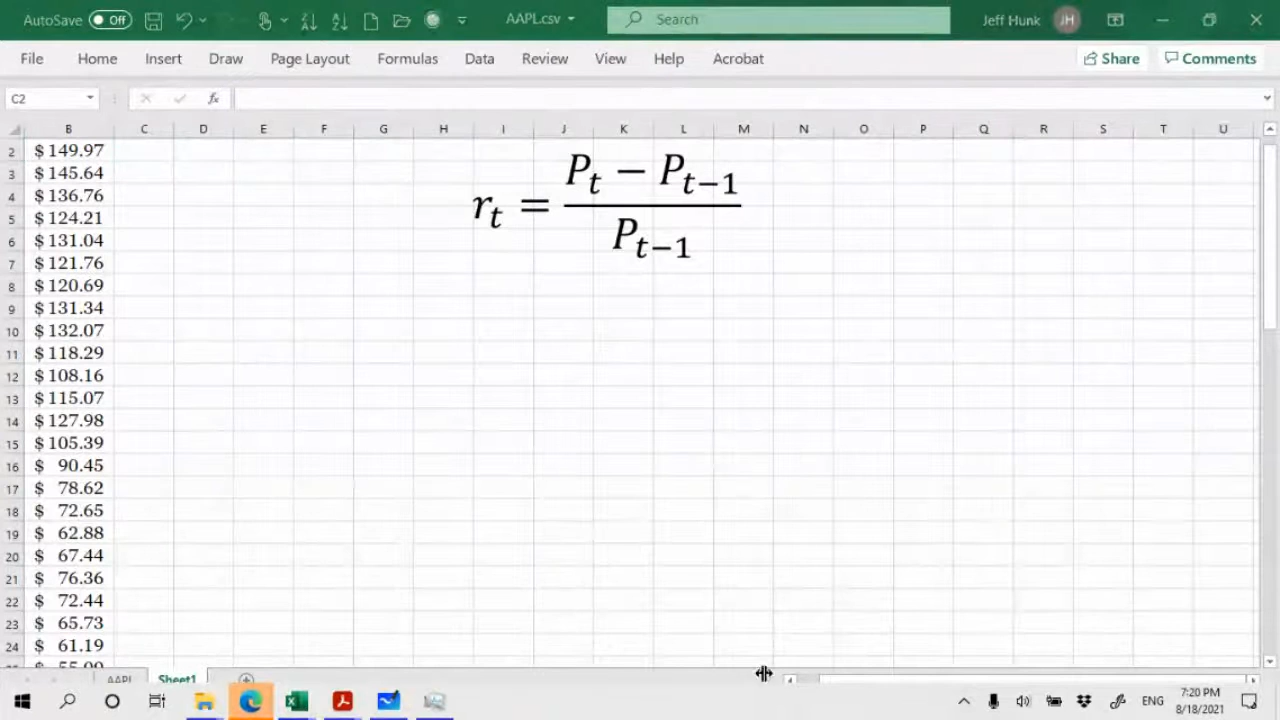 AutoSave Off AAPL.csv Search Jeff Hunk JH
File Home Insert Draw Page Layout Formulas Data Review View Help Acrobat Share Comments
C2 fx
B C D E F G H I J K L M N O P Q R S T U
2 $ 149.97
3 $ 145.64
4 $ 136.76
5 $ 124.21
6 $ 131.04
7 $ 121.76
8 $ 120.69
9 $ 131.34
10 $ 132.07
11 $ 118.29
12 $ 108.16
13 $ 115.07
14 $ 127.98
15 $ 105.39
16 $ 90.45
17 $ 78.62
18 $ 72.65
19 $ 62.88
20 $ 67.44
21 $ 76.36
22 $ 72.44
23 $ 65.73
24 $ 61.19
r_t = (P_t − P_{t−1}) / P_{t−1}
AAPL Sheet1
ENG 7:20 PM
8/18/2021